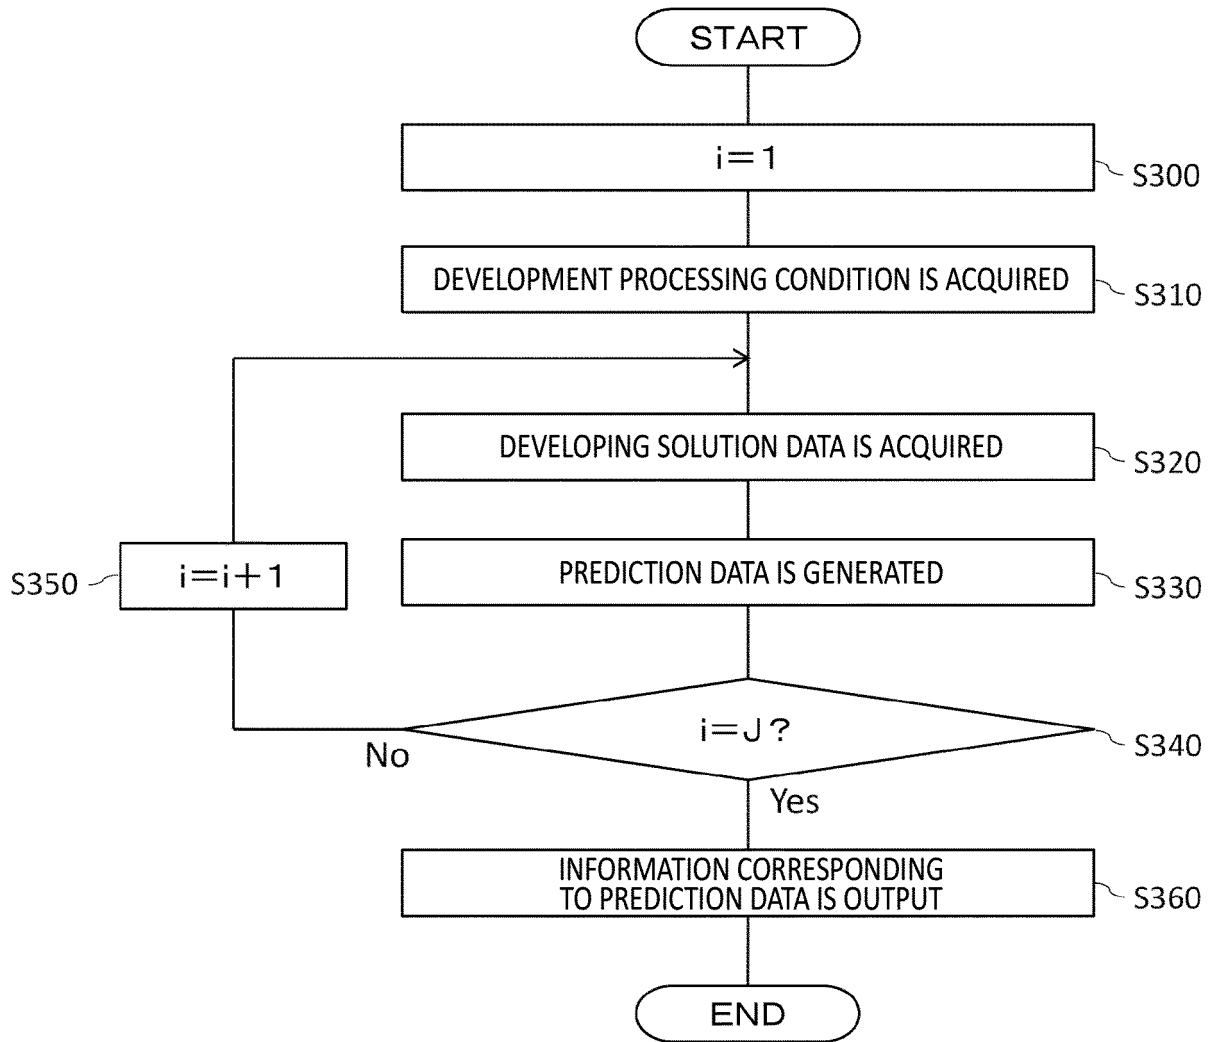 START
i=1
S300
DEVELOPMENT PROCESSING CONDITION IS ACQUIRED
S310
DEVELOPING SOLUTION DATA IS ACQUIRED
S320
S350
i=i+1
PREDICTION DATA IS GENERATED
S330
i=J?
S340
No
Yes
INFORMATION CORRESPONDING
TO PREDICTION DATA IS OUTPUT
S360
END